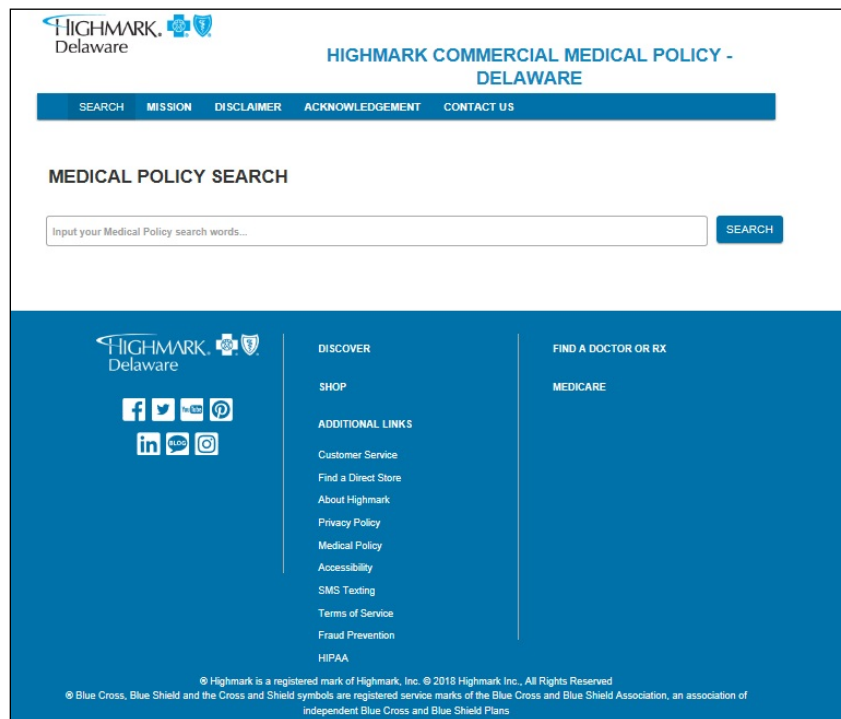 HIGHMARK.
Delaware
HIGHMARK COMMERCIAL MEDICAL POLICY -
DELAWARE
SEARCH MISSION DISCLAIMER ACKNOWLEDGEMENT CONTACT US
MEDICAL POLICY SEARCH
Input your Medical Policy search words...
SEARCH
HIGHMARK.
Delaware
You Tube
in BLOG
DISCOVER
SHOP
ADDITIONAL LINKS
Customer Service
Find a Direct Store
About Highmark
Privacy Policy
Medical Policy
Accessibility
SMS Texting
Terms of Service
Fraud Prevention
HIPAA
FIND A DOCTOR OR RX
MEDICARE
® Highmark is a registered mark of Highmark, Inc. © 2018 Highmark Inc., All Rights Reserved
® Blue Cross, Blue Shield and the Cross and Shield symbols are registered service marks of the Blue Cross and Blue Shield Association, an association of
independent Blue Cross and Blue Shield Plans